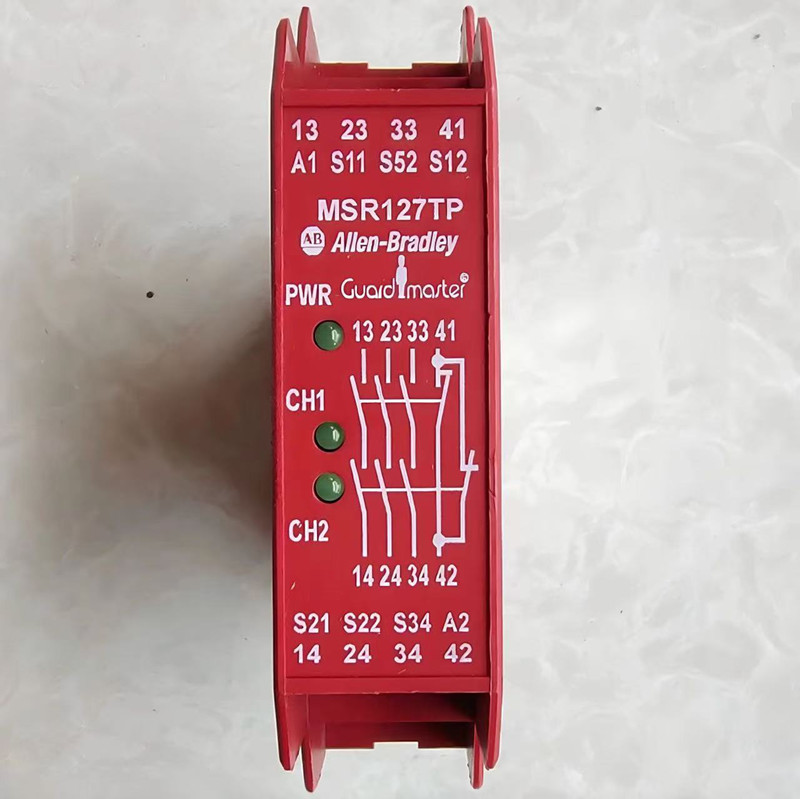 13 23 33 41
A1 S11 S52 S12
MSR127TP
AB Allen-Bradley
PWR Guardmaster®
13 23 33 41
CH1
CH2
14 24 34 42
S21 S22 S34 A2
14 24 34 42